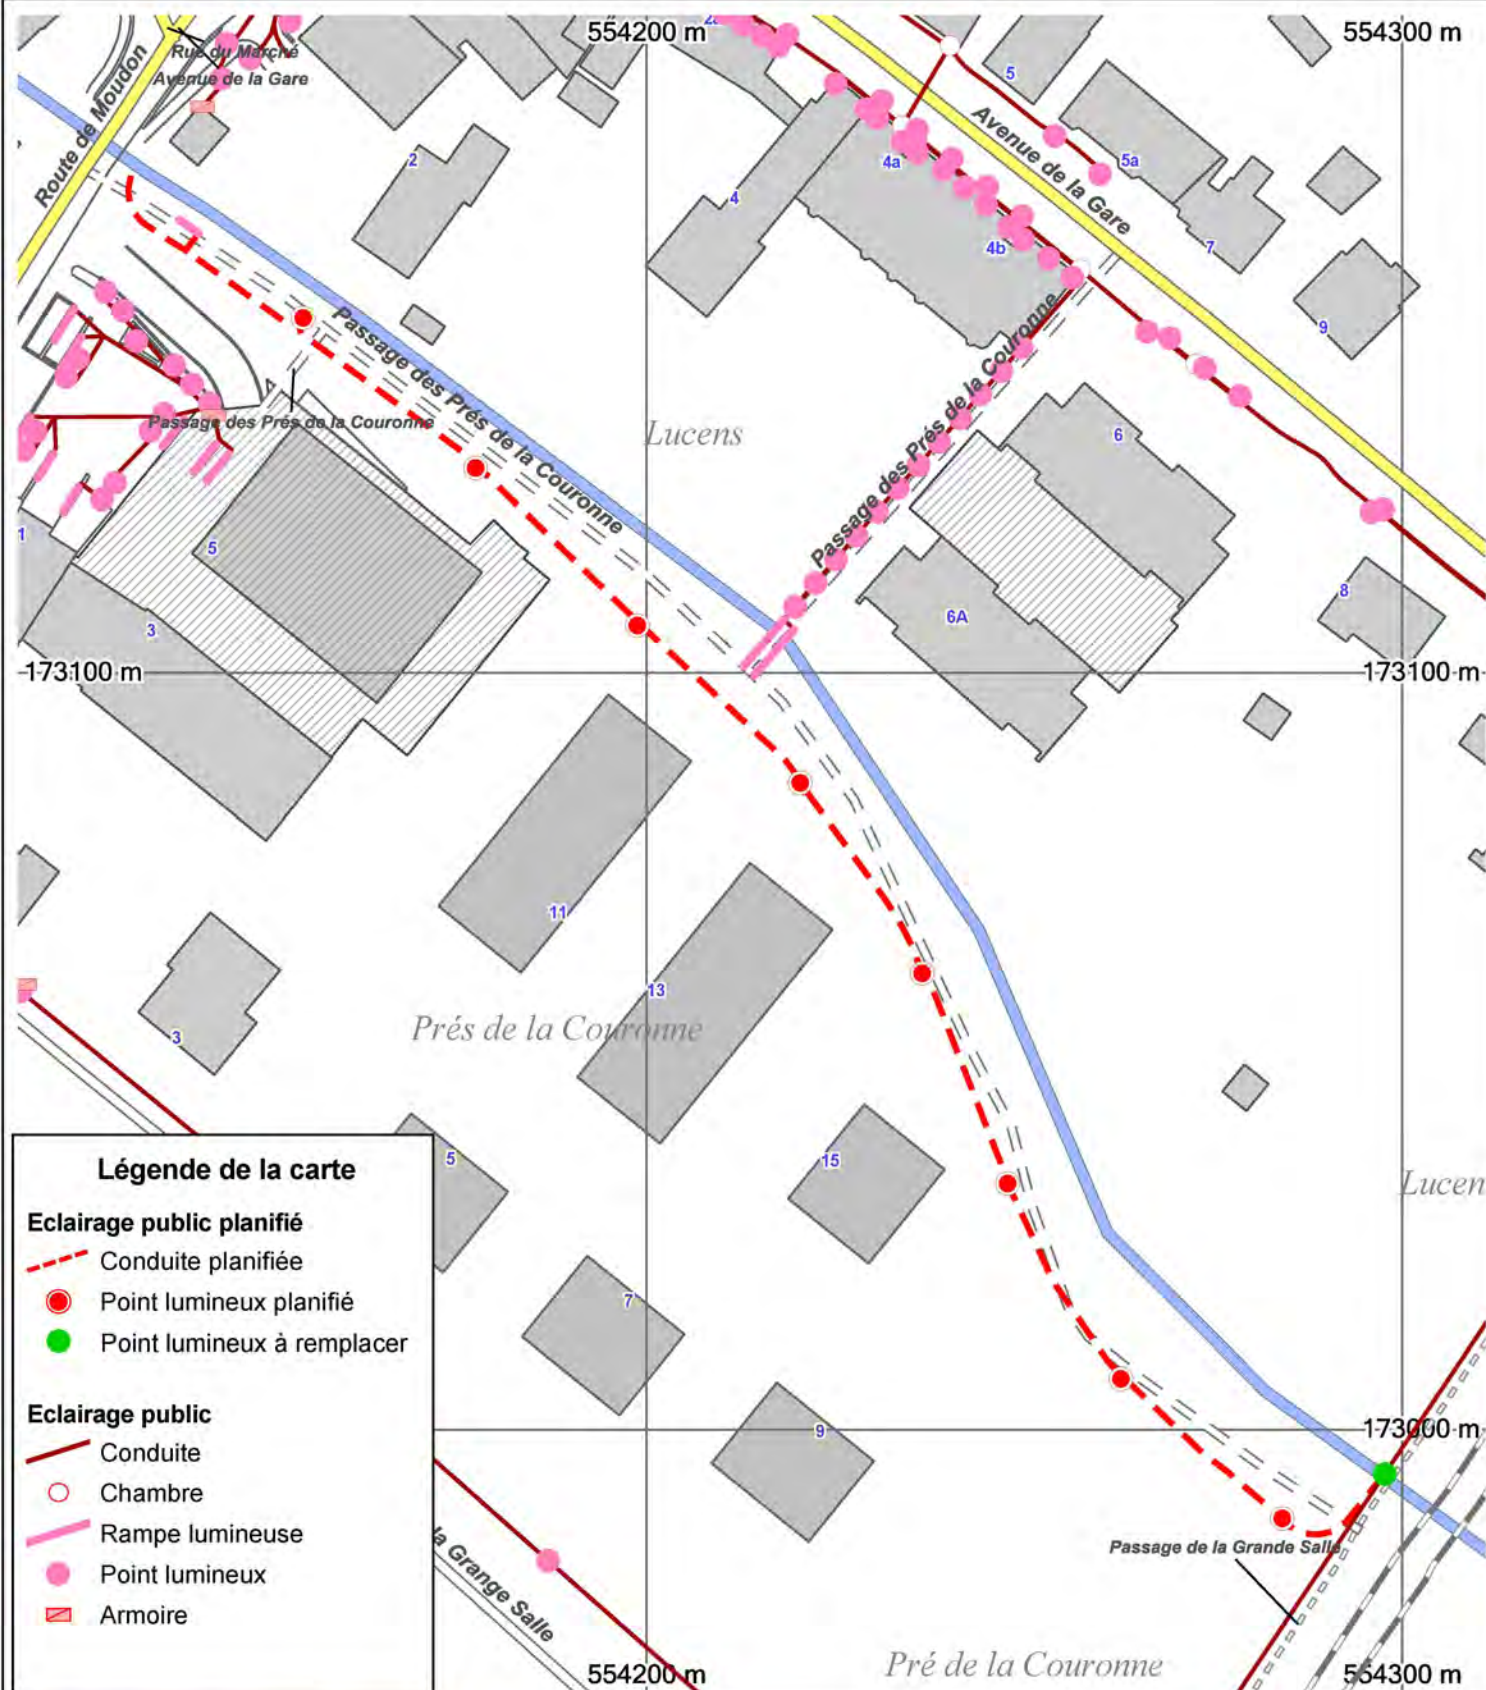 554200 m
554300 m
2a
Rue du Marché
Avenue de la Gare
Route de Moudon
2
4
4a
4b
5
5a
7
9
Avenue de la Gare
Passage des Prés de la Couronne
Passage des Prés de la Couronne
Passage des Prés de la Couronne
Lucens
6
6A
8
1
5
3
173100 m
173100 m
11
13
3
Prés de la Couronne
15
5
7
9
Lucen
173000 m
Passage de la Grande Salle
la Grange Salle
Pré de la Couronne
554200 m
554300 m
Légende de la carte
Eclairage public planifié
Conduite planifiée
Point lumineux planifié
Point lumineux à remplacer
Eclairage public
Conduite
Chambre
Rampe lumineuse
Point lumineux
Armoire